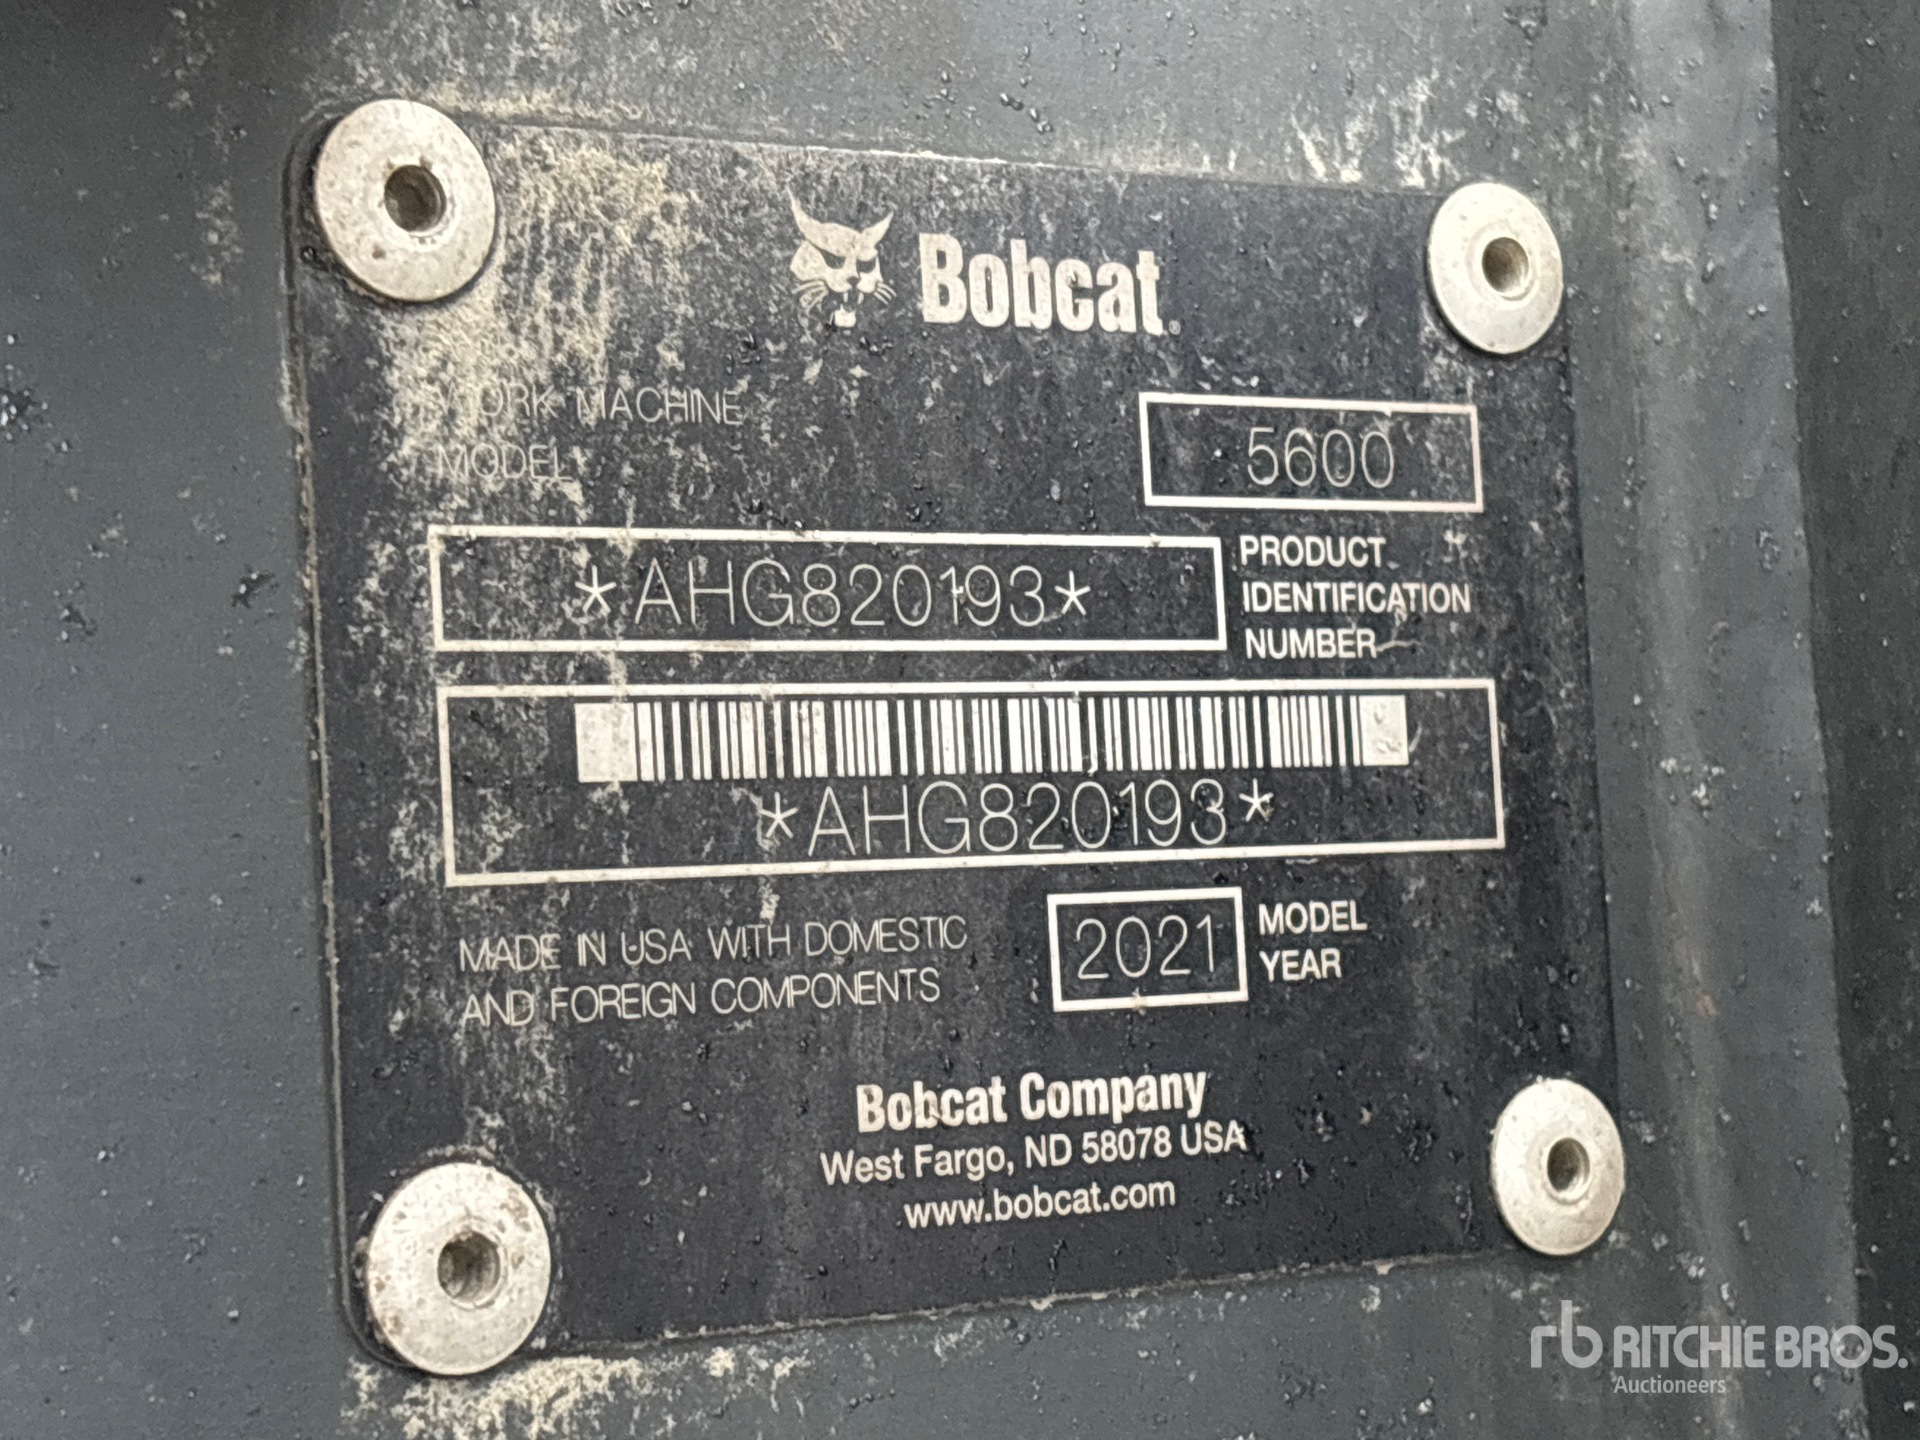 Bobcat®
WORK MACHINE
MODEL
5600
*AHG820193*
PRODUCT
IDENTIFICATION
NUMBER
*AHG820193*
MADE IN USA WITH DOMESTIC
AND FOREIGN COMPONENTS
2021
MODEL
YEAR
Bobcat Company
West Fargo, ND 58078 USA
www.bobcat.com
rb RITCHIE BROS.
Auctioneers